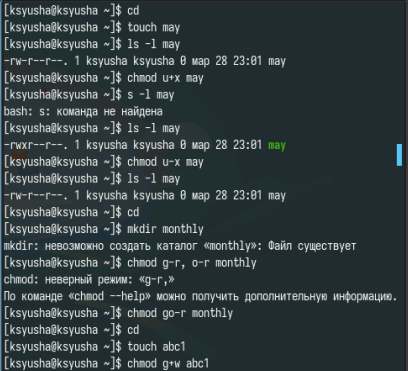 [ksyusha@ksyusha ~]$ cd
[ksyusha@ksyusha ~]$ touch may
[ksyusha@ksyusha ~]$ ls -l may
-rw-r--r--. 1 ksyusha ksyusha 0 мар 28 23:01 may
[ksyusha@ksyusha ~]$ chmod u+x may
[ksyusha@ksyusha ~]$ s -l may
bash: s: команда не найдена
[ksyusha@ksyusha ~]$ ls -l may
-rwxr--r--. 1 ksyusha ksyusha 0 мар 28 23:01 may
[ksyusha@ksyusha ~]$ chmod u-x may
[ksyusha@ksyusha ~]$ ls -l may
-rw-r--r--. 1 ksyusha ksyusha 0 мар 28 23:01 may
[ksyusha@ksyusha ~]$ cd
[ksyusha@ksyusha ~]$ mkdir monthly
mkdir: невозможно создать каталог «monthly»: Файл существует
[ksyusha@ksyusha ~]$ chmod g-r, o-r monthly
chmod: неверный режим: «g-r,»
По команде «chmod --help» можно получить дополнительную информацию.
[ksyusha@ksyusha ~]$ chmod go-r monthly
[ksyusha@ksyusha ~]$ cd
[ksyusha@ksyusha ~]$ touch abc1
[ksyusha@ksyusha ~]$ chmod g+w abc1